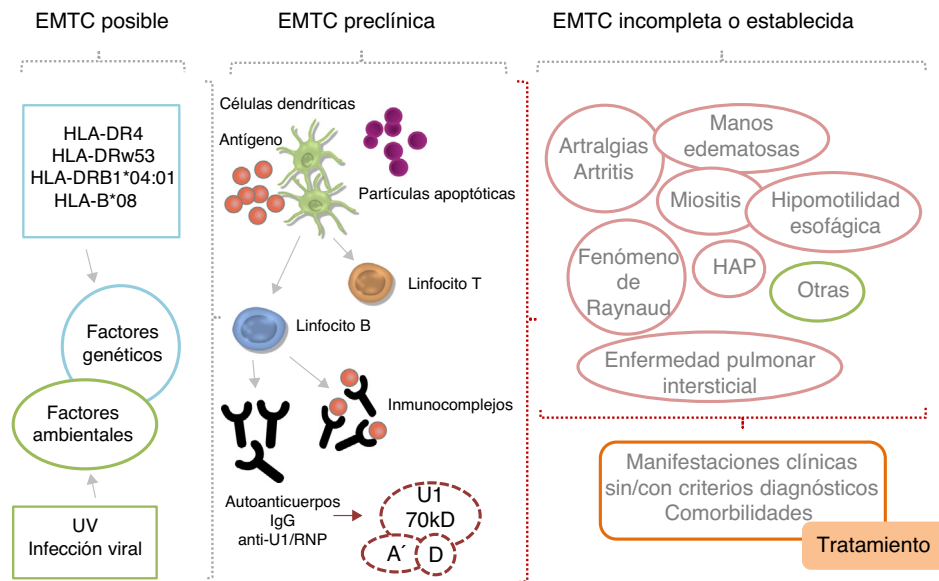 EMTC posible
HLA-DR4
HLA-DRw53
HLA-DRB1*04:01
HLA-B*08
Factores
genéticos
Factores
ambientales
UV
Infección viral
EMTC preclínica
Células dendríticas
Antígeno
Partículas apoptóticas
Linfocito T
Linfocito B
Inmunocomplejos
Autoanticuerpos
IgG
anti-U1/RNP
U1
70kD
A´
D
EMTC incompleta o establecida
Artralgias
Artritis
Manos
edematosas
Miositis
Hipomotilidad
esofágica
Fenómeno
de
Raynaud
HAP
Otras
Enfermedad pulmonar
intersticial
Manifestaciones clínicas
sin/con criterios diagnósticos
Comorbilidades
Tratamiento